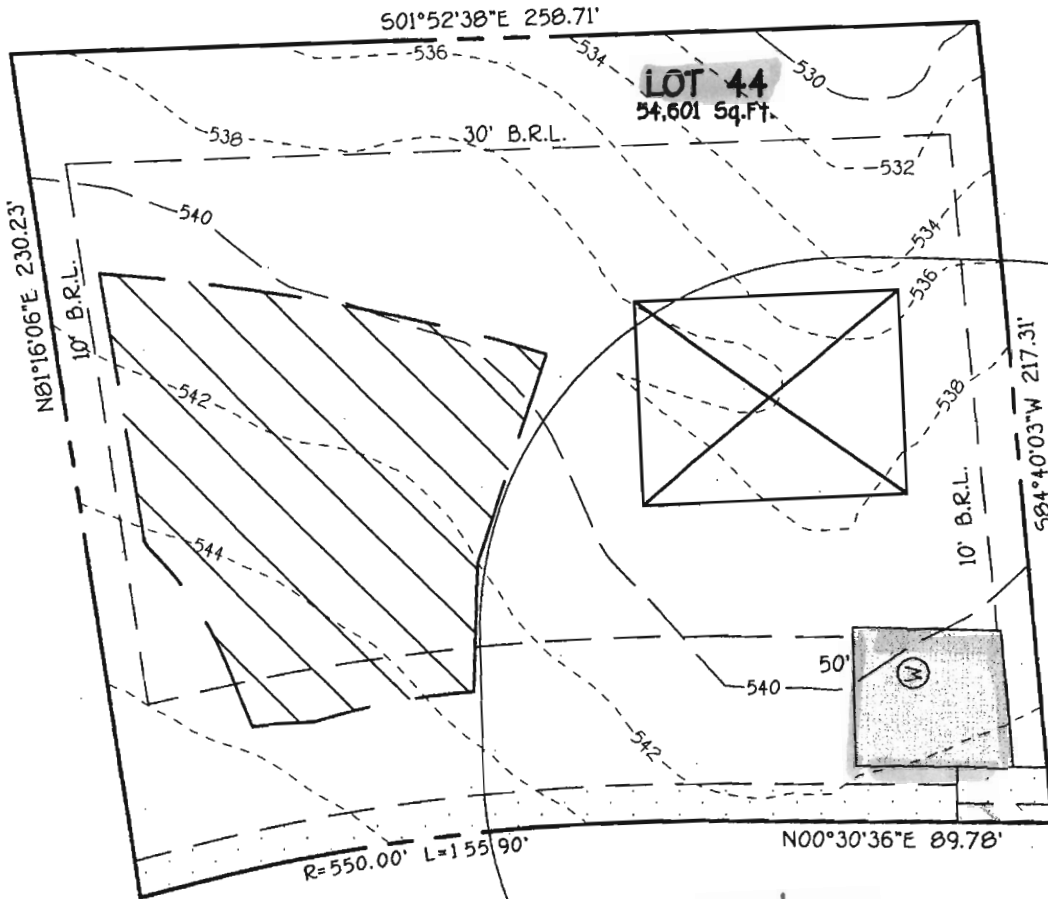 S01°52'38"E 258.71'
536
534
530
LOT 44
54,601 Sq.Ft.
538
30' B.R.L.
532
540
534
N81°16'06"E 230.23'
10' B.R.L.
536
S84°40'03"W 217.31'
542
538
10' B.R.L.
544
50'
W
540
542
R=550.00' L=155.90'
N00°30'36"E 89.78'